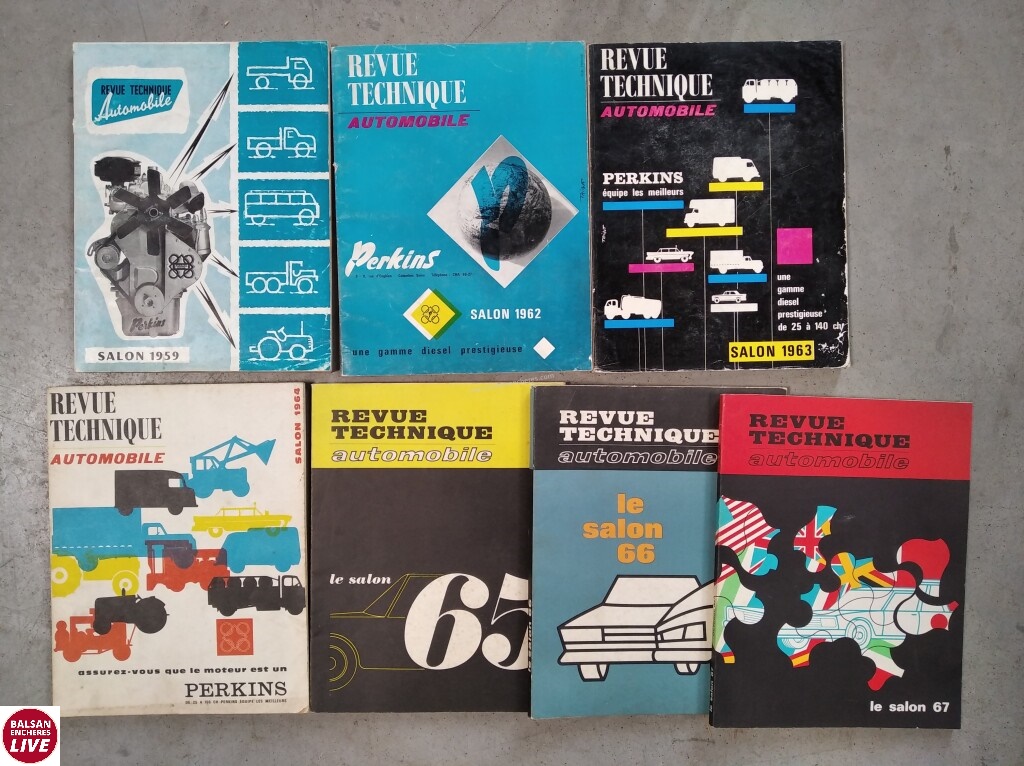 REVUE TECHNIQUE
Automobile
Perkins
SALON 1959
REVUE
TECHNIQUE
AUTOMOBILE
Perkins
SALON 1962
une gamme diesel prestigieuse
REVUE
TECHNIQUE
AUTOMOBILE
PERKINS
équipe les meilleurs
une
gamme
diesel
prestigieuse
de 25 à 140 ch
SALON 1963
REVUE
TECHNIQUE
AUTOMOBILE
SALON 1964
assurez-vous que le moteur est un
PERKINS
REVUE
TECHNIQUE
automobile
le salon
65
REVUE
TECHNIQUE
automobile
le
salon
66
REVUE
TECHNIQUE
automobile
le salon 67
BALSAN
ENCHERES
LIVE